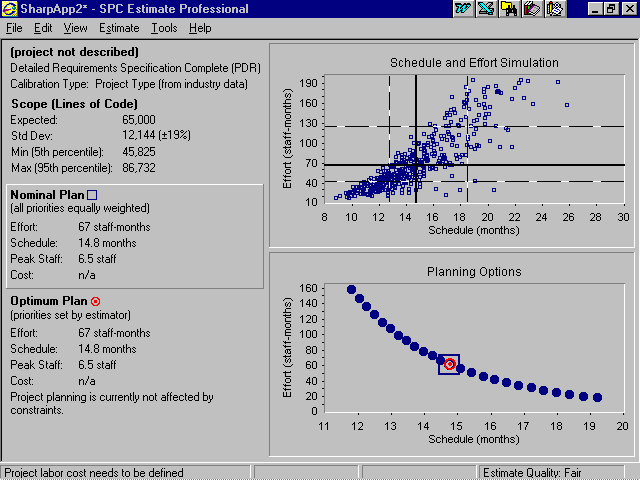 SharpApp2* - SPC Estimate Professional
File Edit View Estimate Tools Help
(project not described)
Detailed Requirements Specification Complete (PDR)
Calibration Type: Project Type (from industry data)
Scope (Lines of Code)
Expected: 65,000
Std Dev: 12,144 (±19%)
Min (5th percentile): 45,825
Max (95th percentile): 86,732
Nominal Plan
(all priorities equally weighted)
Effort: 67 staff-months
Schedule: 14.8 months
Peak Staff: 6.5 staff
Cost: n/a
Optimum Plan
(priorities set by estimator)
Effort: 67 staff-months
Schedule: 14.8 months
Peak Staff: 6.5 staff
Cost: n/a
Project planning is currently not affected by
constraints.
Schedule and Effort Simulation
Effort (staff-months)
190
160
130
100
70
40
10
8 10 12 14 16 18 20 22 24 26 28 30
Schedule (months)
Planning Options
Effort (staff-months)
160
140
120
100
80
60
40
20
0
11 12 13 14 15 16 17 18 19 20
Schedule (months)
Project labor cost needs to be defined
Estimate Quality: Fair